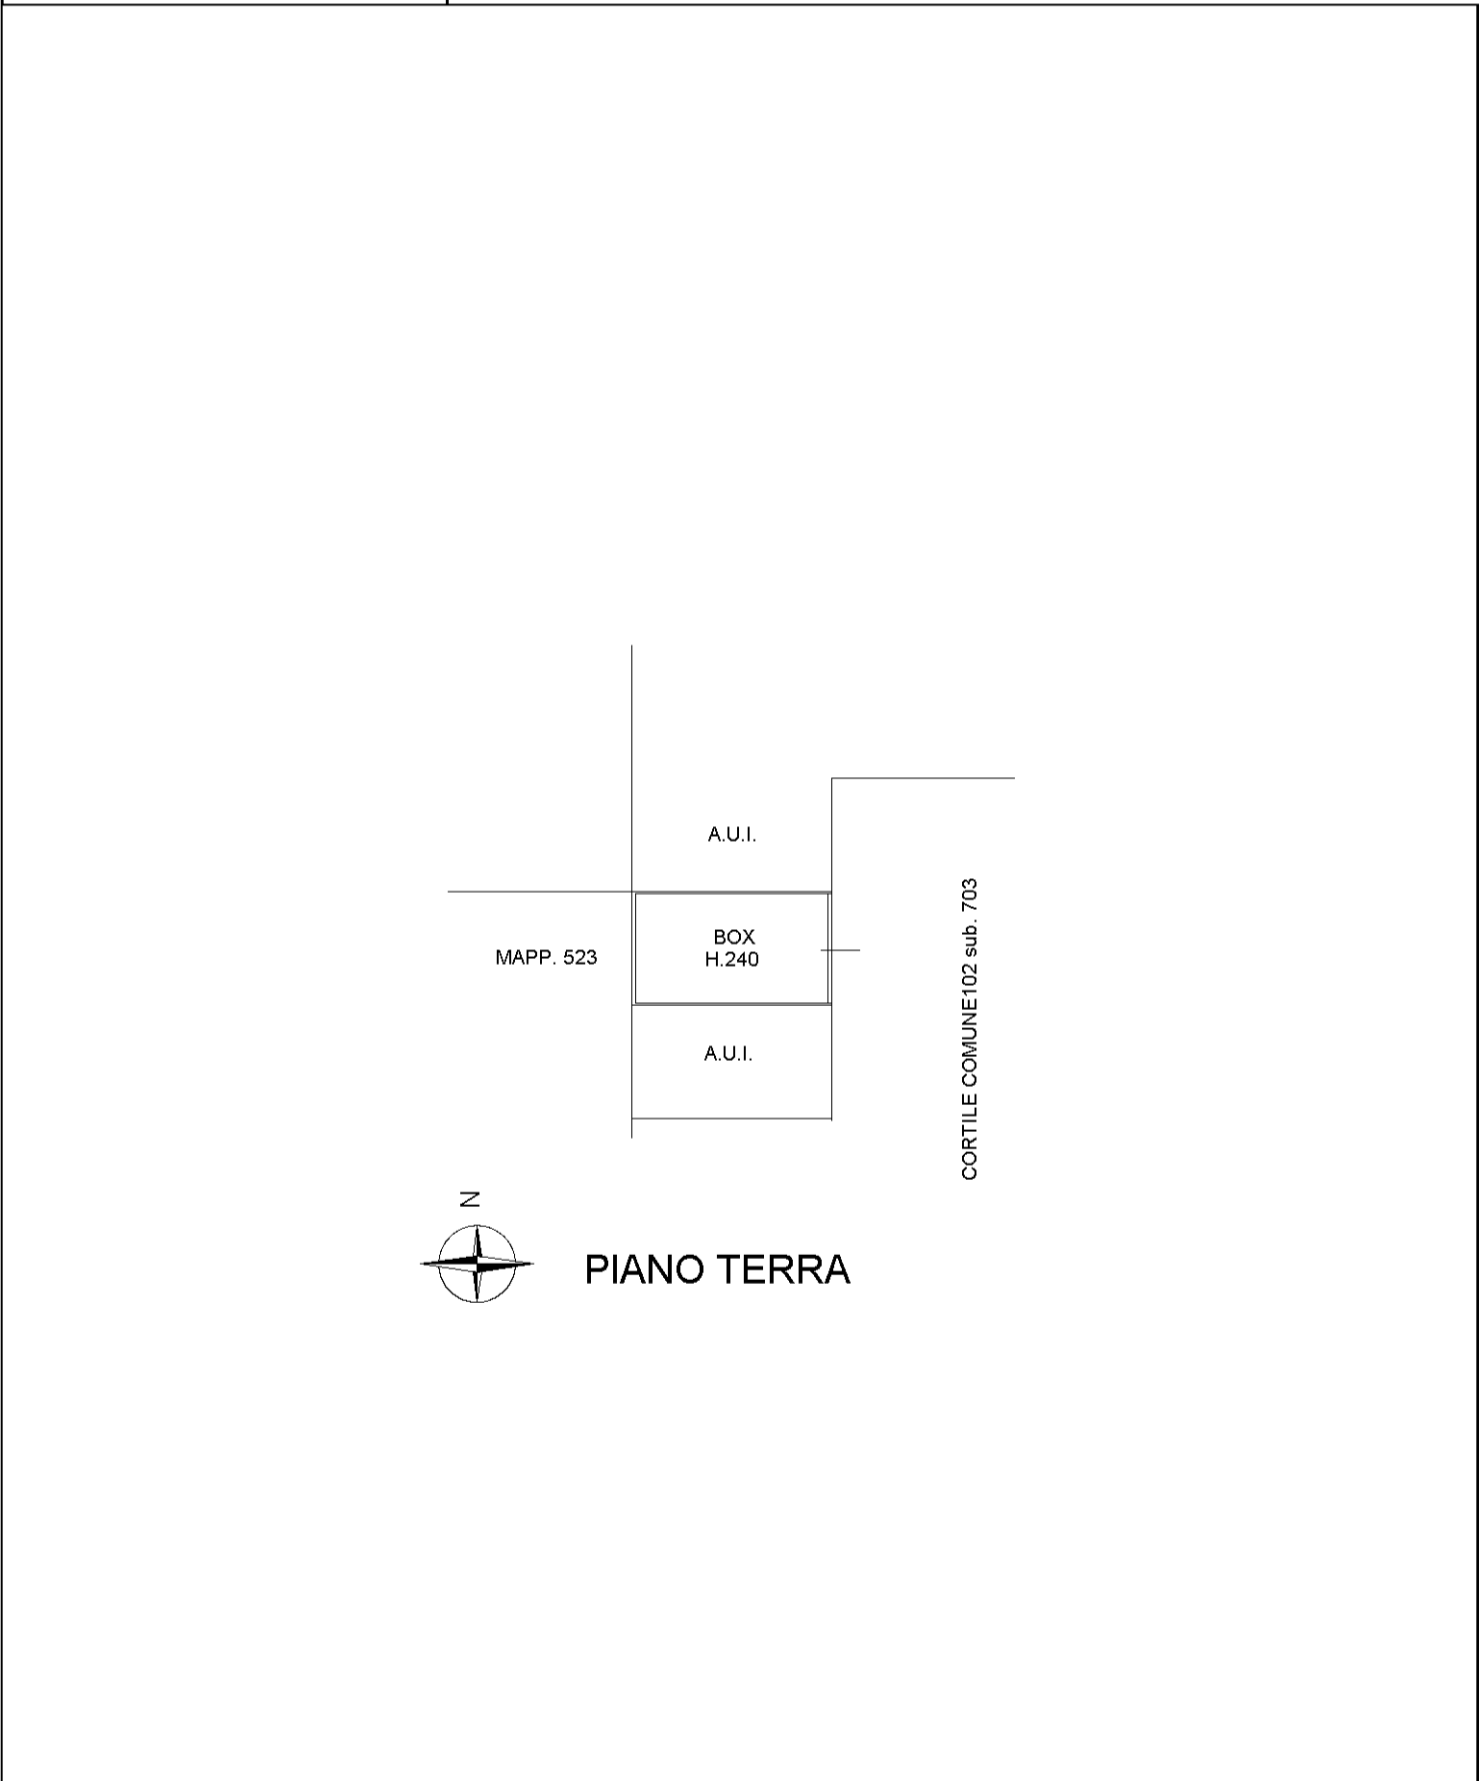 A.U.I.
BOX
H.240
MAPP. 523
A.U.I.
CORTILE COMUNE102 sub. 703
N
PIANO TERRA